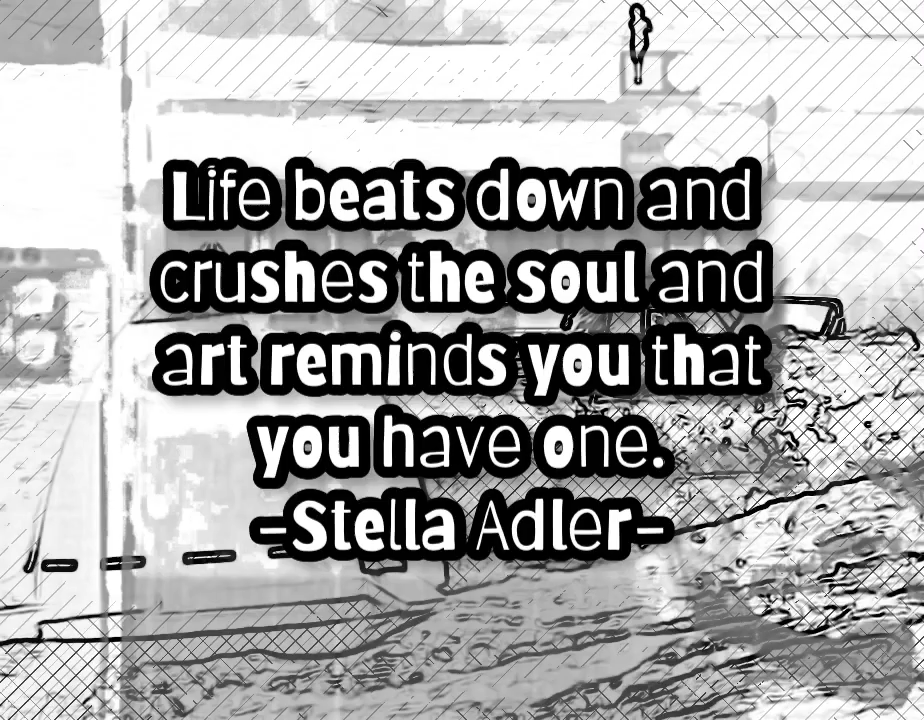 Life beats down and
crushes the soul and
art reminds you that
you have one.
-Stella Adler-